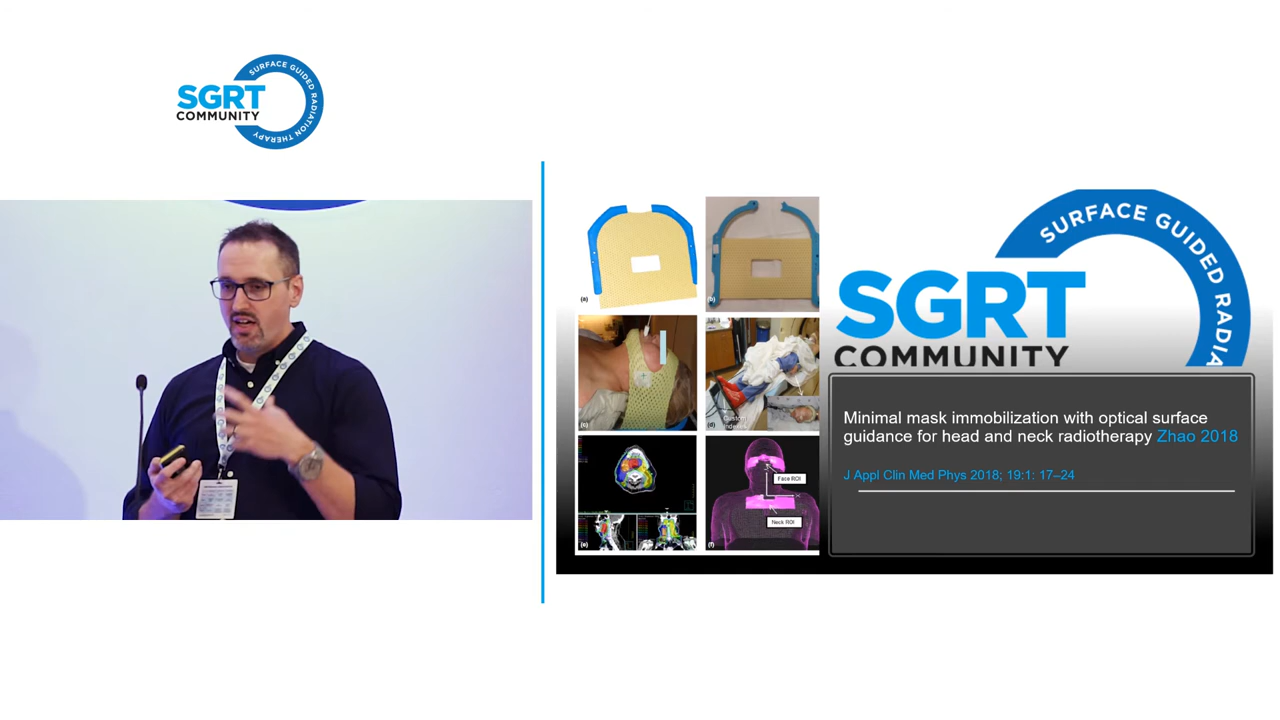 SURFACE GUIDED RADIATION THERAPY
SGRT
COMMUNITY
SURFACE GUIDED RADIA
SGRT
COMMUNITY
(a)
(b)
(c)
(d)
Face ROI
Neck ROI
(e)
(f)
Minimal mask immobilization with optical surface
guidance for head and neck radiotherapy Zhao 2018
J Appl Clin Med Phys 2018; 19:1: 17–24